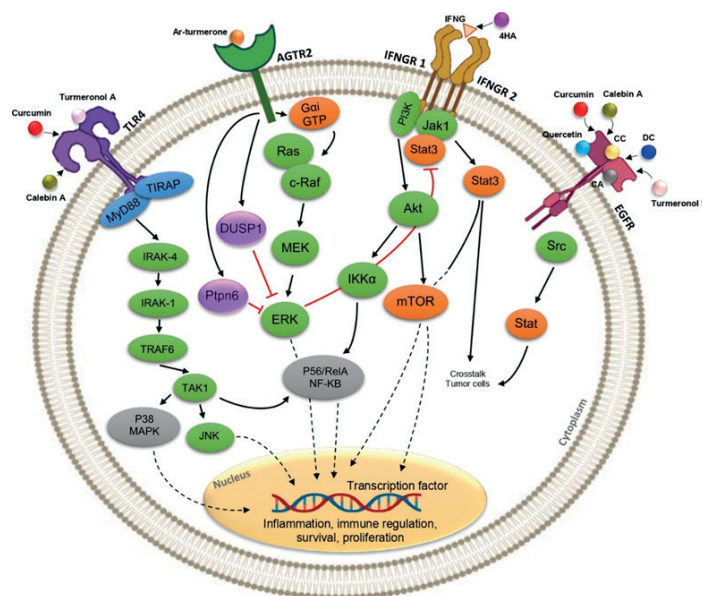 Ar-turmerone
AGTR2
IFNGR 1
IFNG
4HA
IFNGR 2
Curcumin
Turmeronol A
TLR4
Calebin A
Curcumin
Calebin A
Quercetin
CC
DC
CA
Turmeronol
EGFR
MyD88
TIRAP
Gαi
GTP
Ras
c-Raf
PI3K
Jak1
Stat3
Stat3
Src
IRAK-4
DUSP1
MEK
Akt
IRAK-1
Ptpn6
ERK
IKKα
mTOR
Stat
TRAF6
TAK1
P56/RelA
NF-KB
Crosstalk
Tumor cells
P38
MAPK
JNK
Cytoplasm
Nucleus
Transcription factor
Inflammation, immune regulation,
survival, proliferation